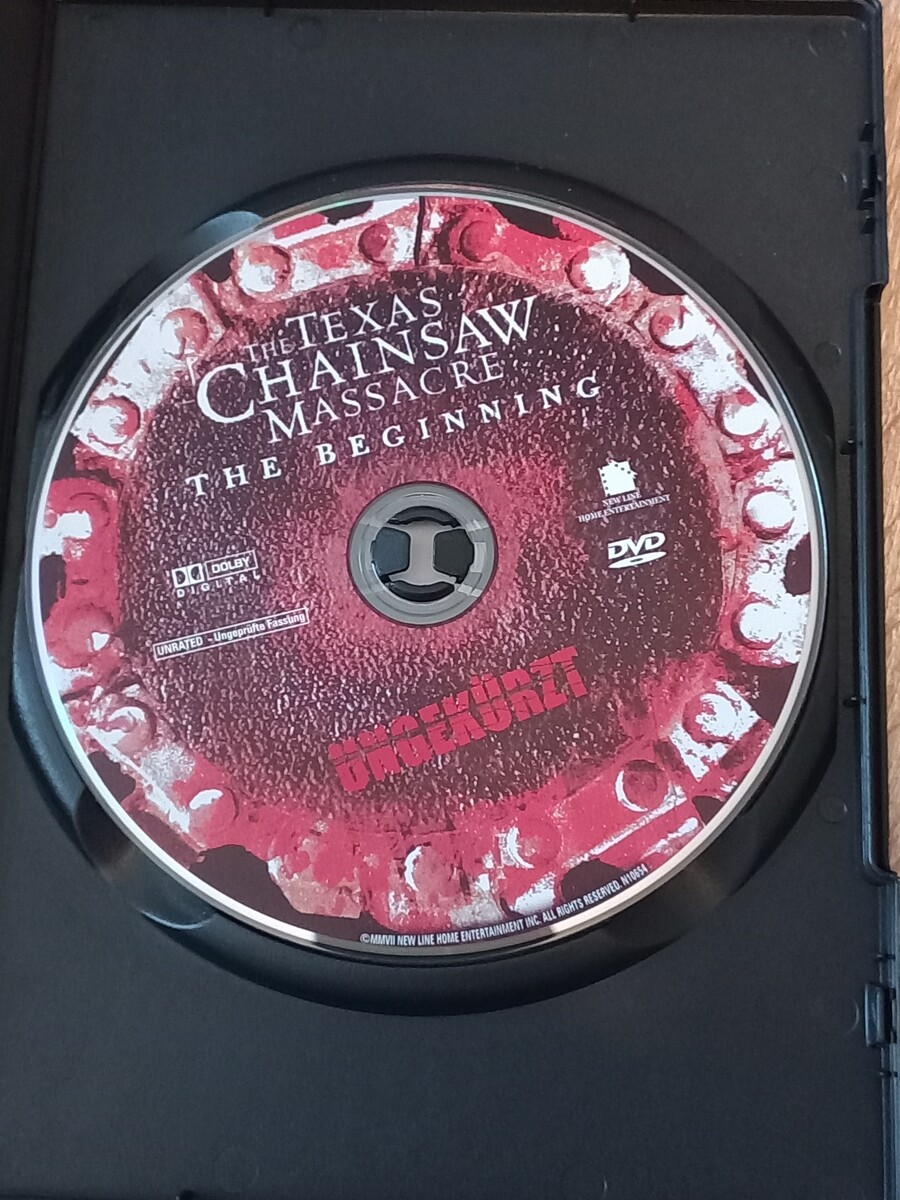 THE TEXAS
CHAINSAW
MASSACRE
THE BEGINNING
NEW LINE
HOME ENTERTAINMENT
DVD
DOLBY
DIGITAL
UNRATED - Ungeprüfte Fassung
UNGEKÜRZT
©MMVII NEW LINE HOME ENTERTAINMENT INC. ALL RIGHTS RESERVED. N10654